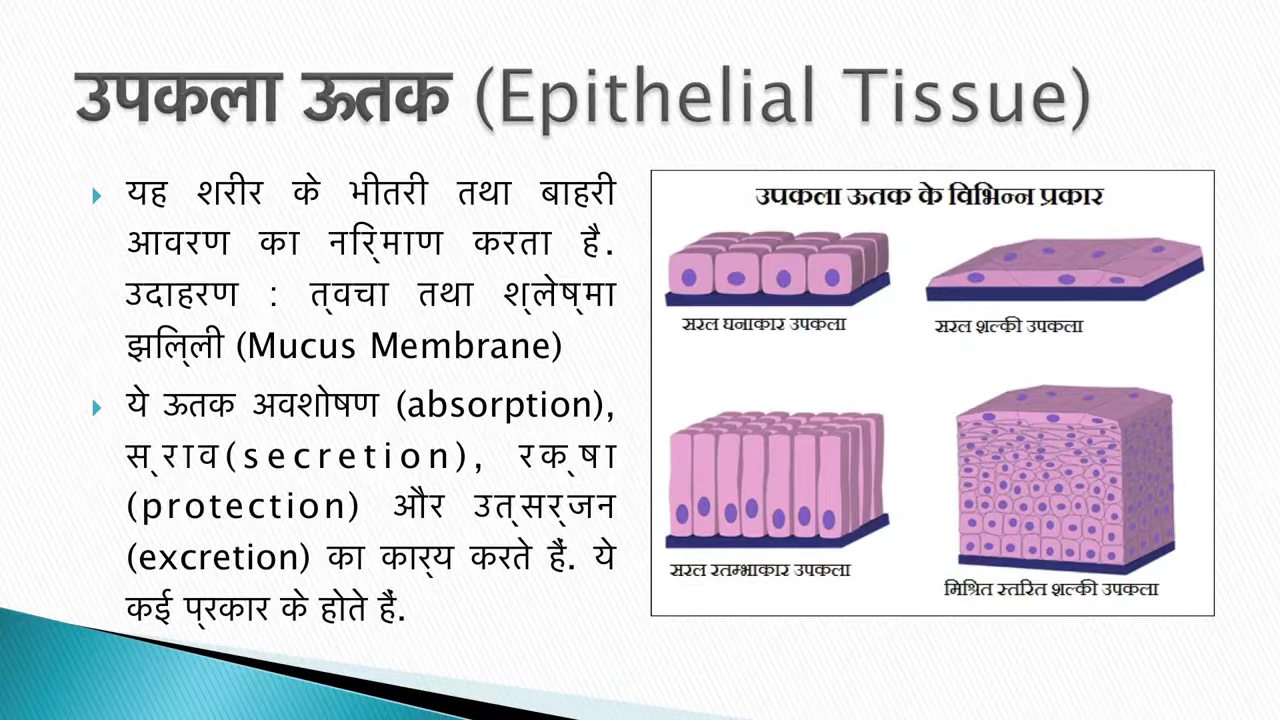 उपकला ऊतक (Epithelial Tissue)
यह शरीर के भीतरी तथा बाहरी
आवरण का निर्माण करता है.
उदाहरण : त्वचा तथा श्लेष्मा
झिल्ली (Mucus Membrane)
ये ऊतक अवशोषण (absorption),
स्राव(secretion), रक्षा
(protection) और उत्सर्जन
(excretion) का कार्य करते हैं. ये
कई प्रकार के होते हैं.
उपकला ऊतक के विभिन्न प्रकार
सरल घनाकार उपकला
सरल शल्की उपकला
सरल स्तम्भाकार उपकला
मिश्रित स्तरित शल्की उपकला